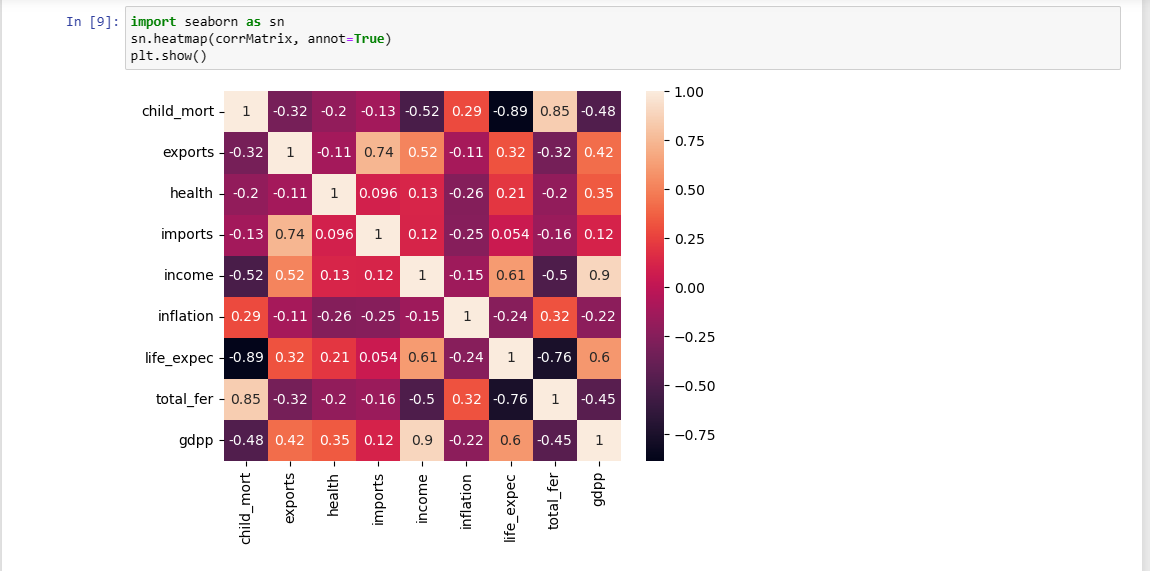 In [9]:
import seaborn as sn
sn.heatmap(corrMatrix, annot=True)
plt.show()
child_mort 1 -0.32 -0.2 -0.13 -0.52 0.29 -0.89 0.85 -0.48
exports -0.32 1 -0.11 0.74 0.52 -0.11 0.32 -0.32 0.42
health -0.2 -0.11 1 0.096 0.13 -0.26 0.21 -0.2 0.35
imports -0.13 0.74 0.096 1 0.12 -0.25 0.054 -0.16 0.12
income -0.52 0.52 0.13 0.12 1 -0.15 0.61 -0.5 0.9
inflation 0.29 -0.11 -0.26 -0.25 -0.15 1 -0.24 0.32 -0.22
life_expec -0.89 0.32 0.21 0.054 0.61 -0.24 1 -0.76 0.6
total_fer 0.85 -0.32 -0.2 -0.16 -0.5 0.32 -0.76 1 -0.45
gdpp -0.48 0.42 0.35 0.12 0.9 -0.22 0.6 -0.45 1
child_mort
exports
health
imports
income
inflation
life_expec
total_fer
gdpp
1.00
0.75
0.50
0.25
0.00
−0.25
−0.50
−0.75